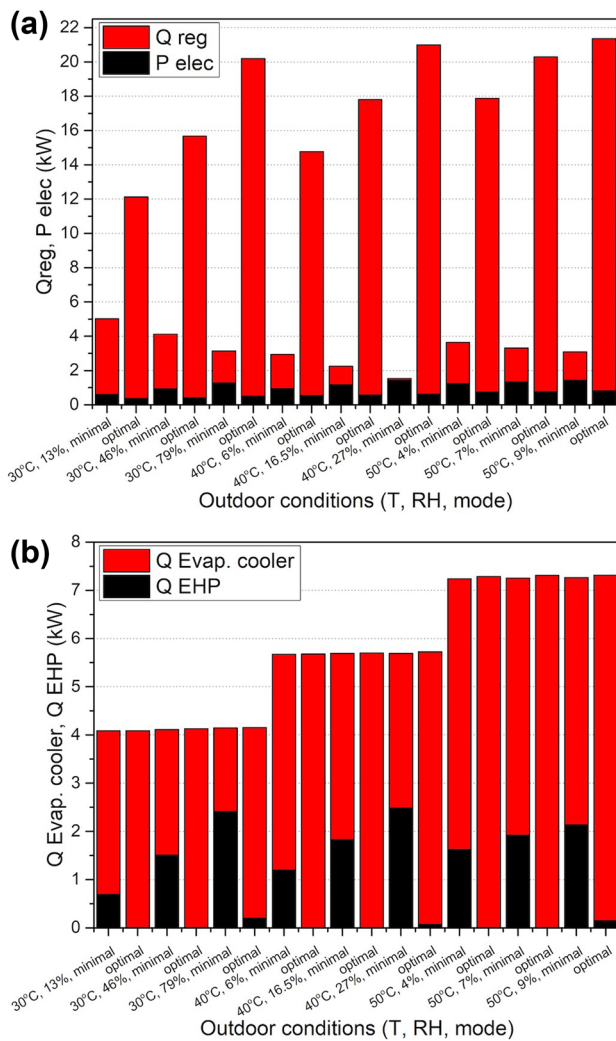 (a)
Q reg
P elec
Qreg, P elec (kW)
22
20
18
16
14
12
10
8
6
4
2
0
30°C, 13%, minimal
optimal
30°C, 46%, minimal
optimal
30°C, 79%, minimal
optimal
40°C, 6%, minimal
optimal
40°C, 16.5%, minimal
optimal
40°C, 27%, minimal
optimal
50°C, 4%, minimal
optimal
50°C, 7%, minimal
optimal
50°C, 9%, minimal
optimal
Outdoor conditions (T, RH, mode)
(b)
Q Evap. cooler
Q EHP
Q Evap. cooler, Q EHP (kW)
8
7
6
5
4
3
2
1
0
30°C, 13%, minimal
optimal
30°C, 46%, minimal
optimal
30°C, 79%, minimal
optimal
40°C, 6%, minimal
optimal
40°C, 16.5%, minimal
optimal
40°C, 27%, minimal
optimal
50°C, 4%, minimal
optimal
50°C, 7%, minimal
optimal
50°C, 9%, minimal
optimal
Outdoor conditions (T, RH, mode)